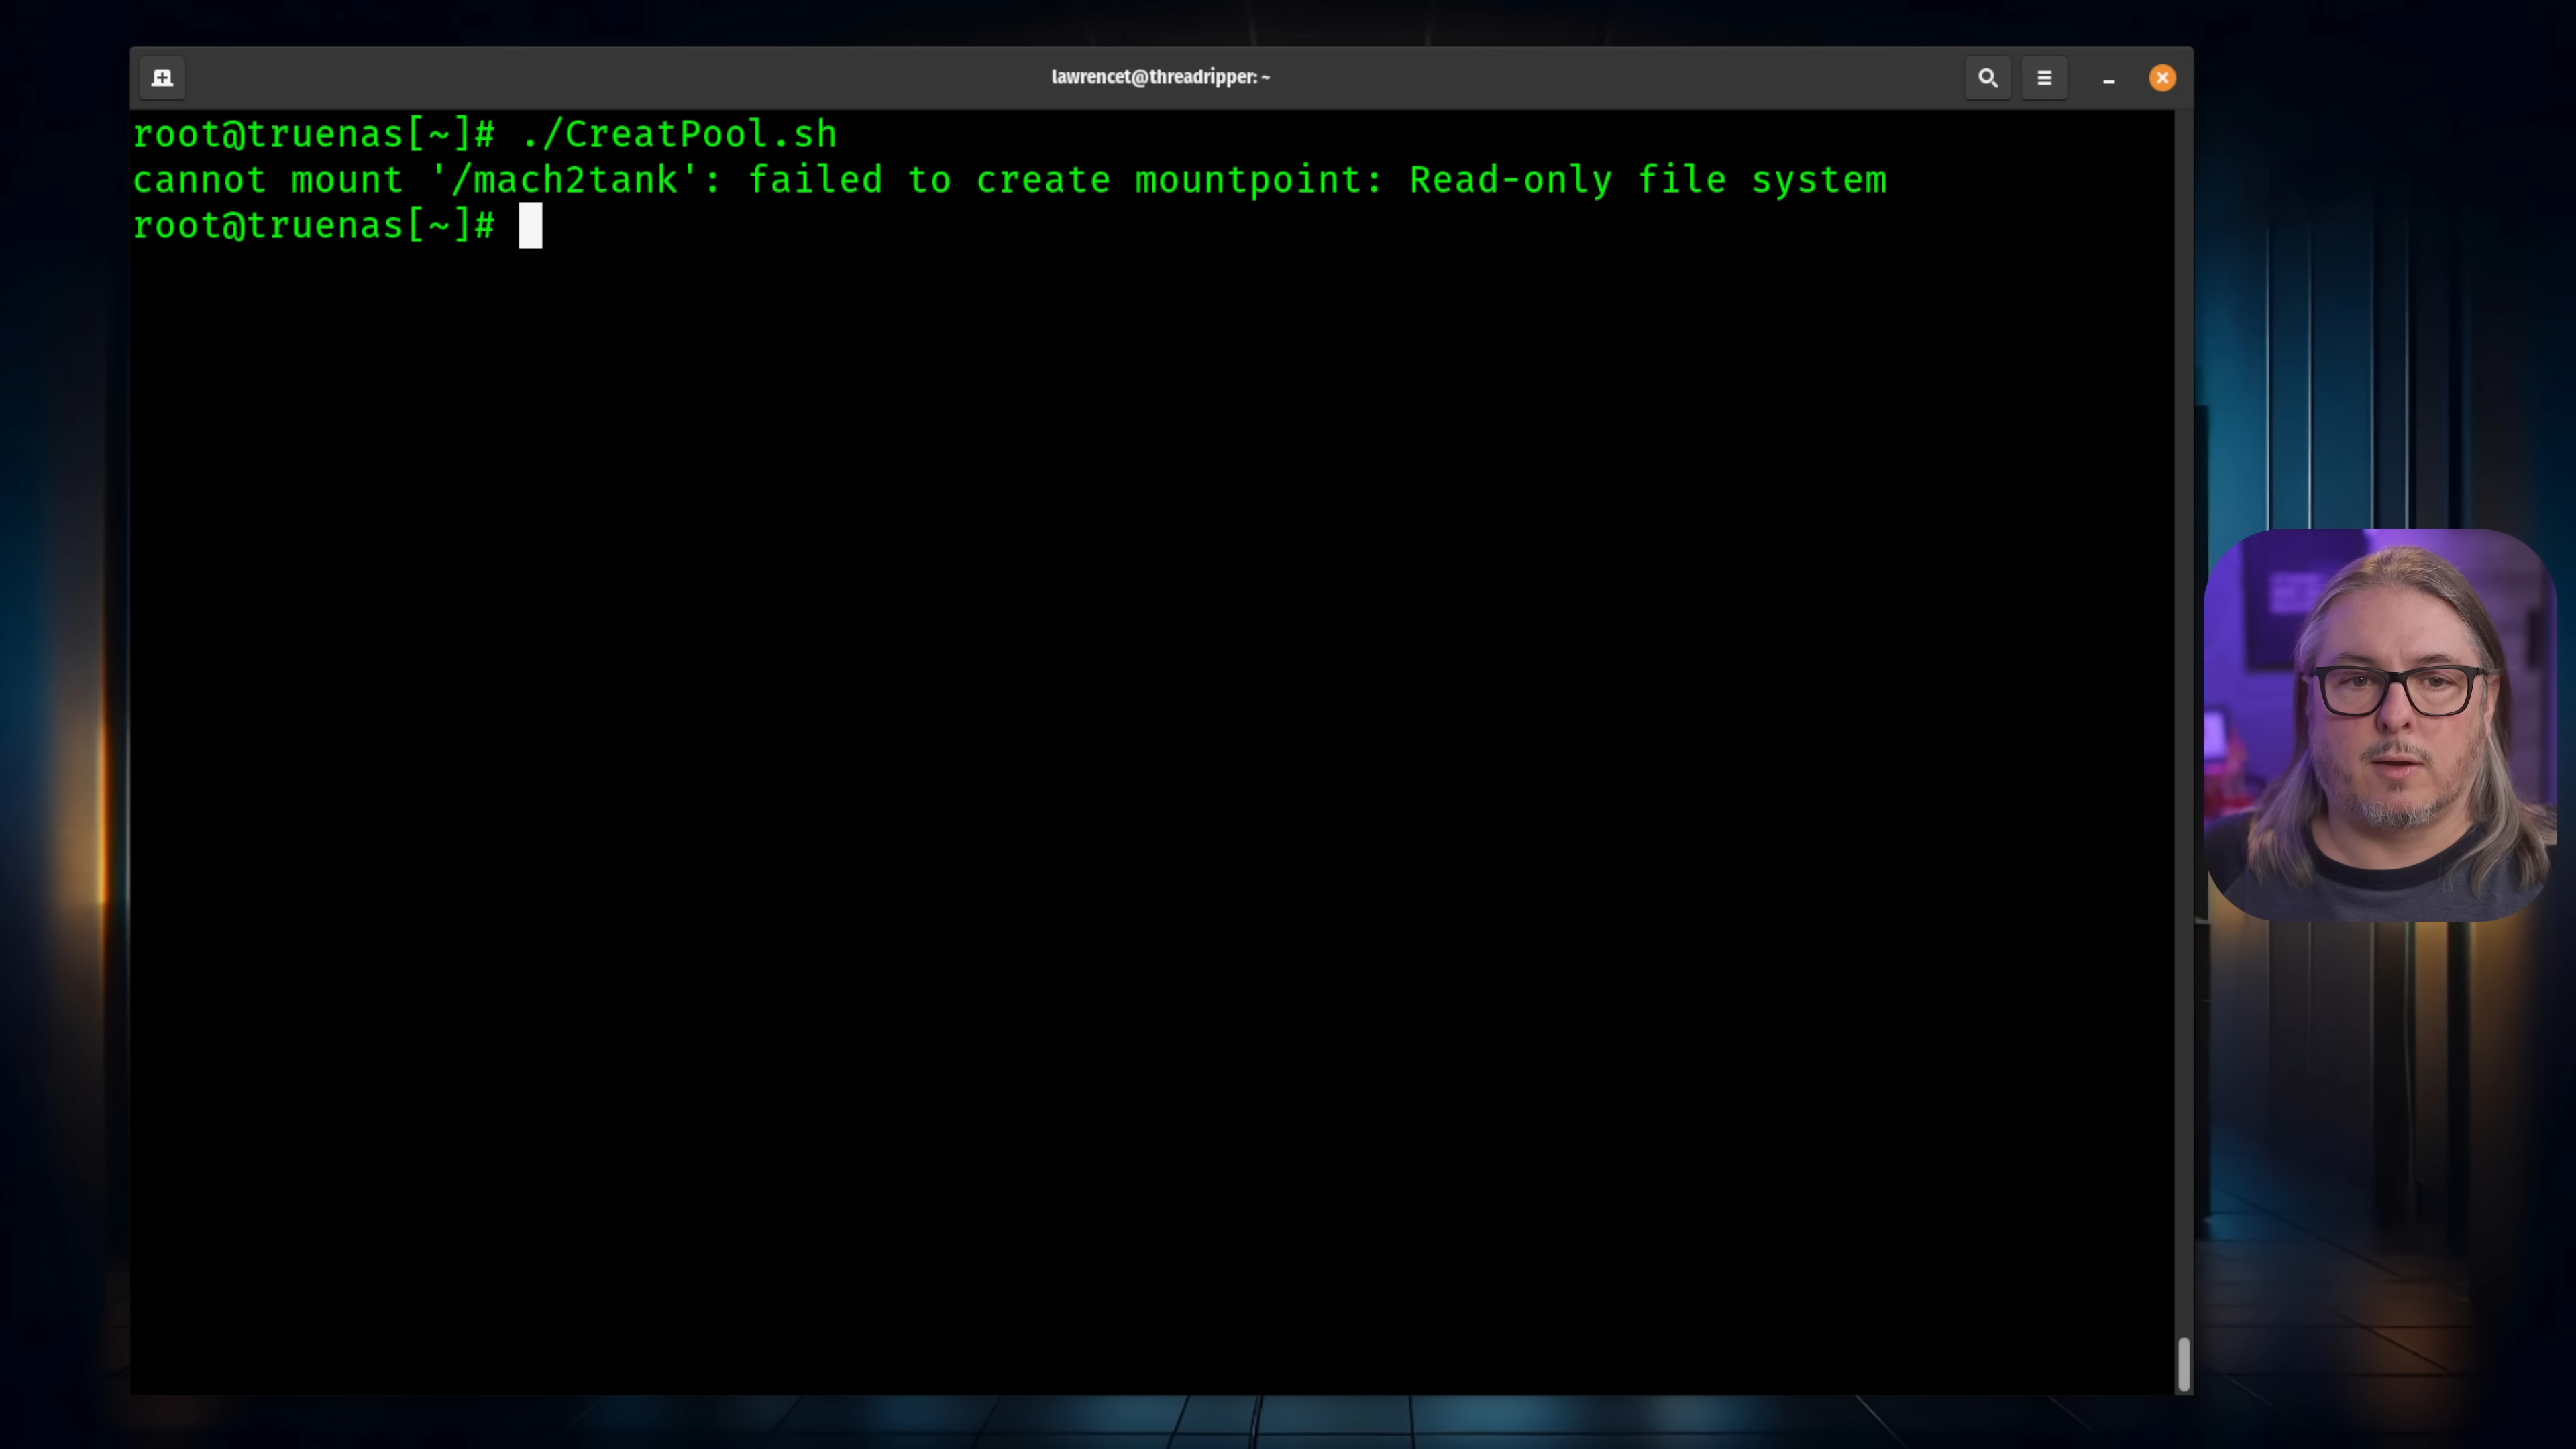 lawrencet@threadripper: ~
root@truenas[~]# ./CreatPool.sh
cannot mount '/mach2tank': failed to create mountpoint: Read-only file system
root@truenas[~]#